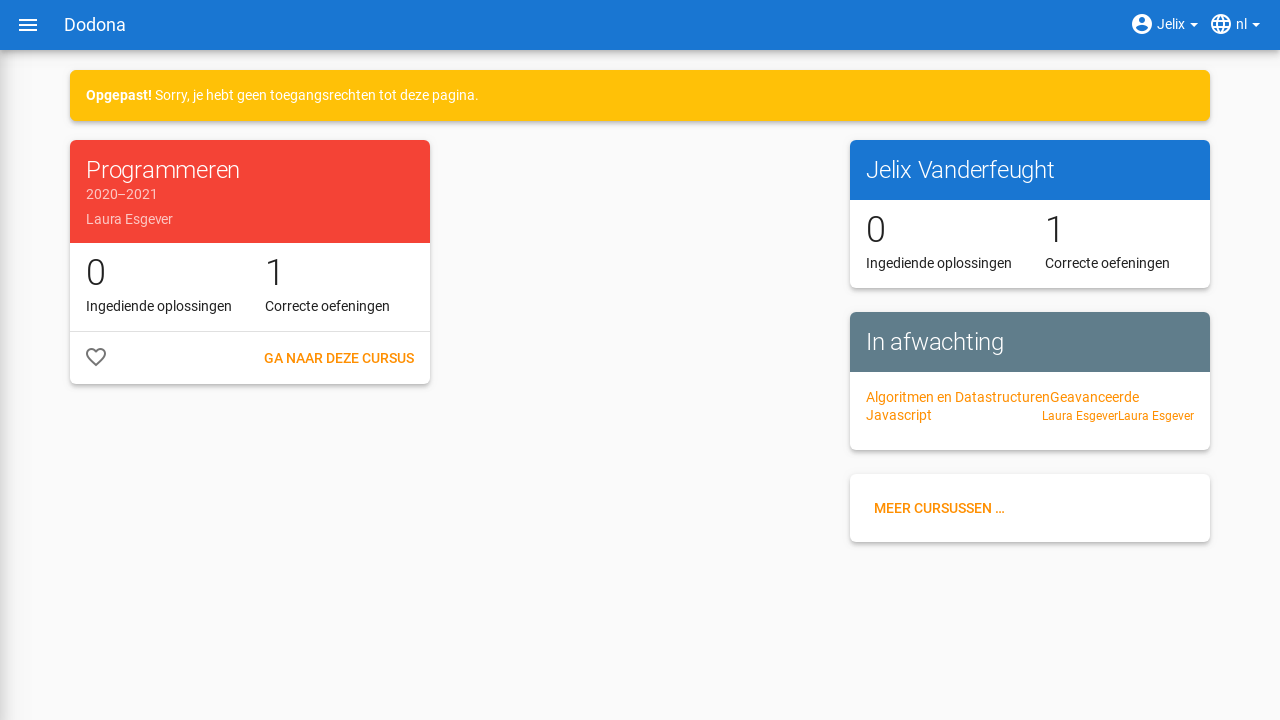 Dodona
Jelix
nl
Opgepast! Sorry, je hebt geen toegangsrechten tot deze pagina.
Programmeren
2020–2021
Laura Esgever
0 1
Ingediende oplossingen Correcte oefeningen
GA NAAR DEZE CURSUS
Jelix Vanderfeught
0 1
Ingediende oplossingen Correcte oefeningen
In afwachting
Algoritmen en DatastructurenGeavanceerde
Javascript Laura EsgeverLaura Esgever
MEER CURSUSSEN …